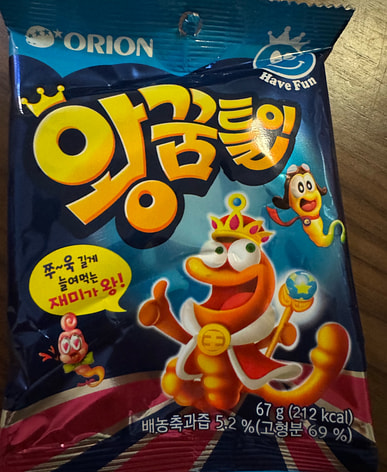 ORION
Have Fun
왕꿈틀이
쭈~욱 길게
늘여먹는
재미가 왕!
67 g (212 kcal)
배농축과즙 5.2 %(고형분 69 %)